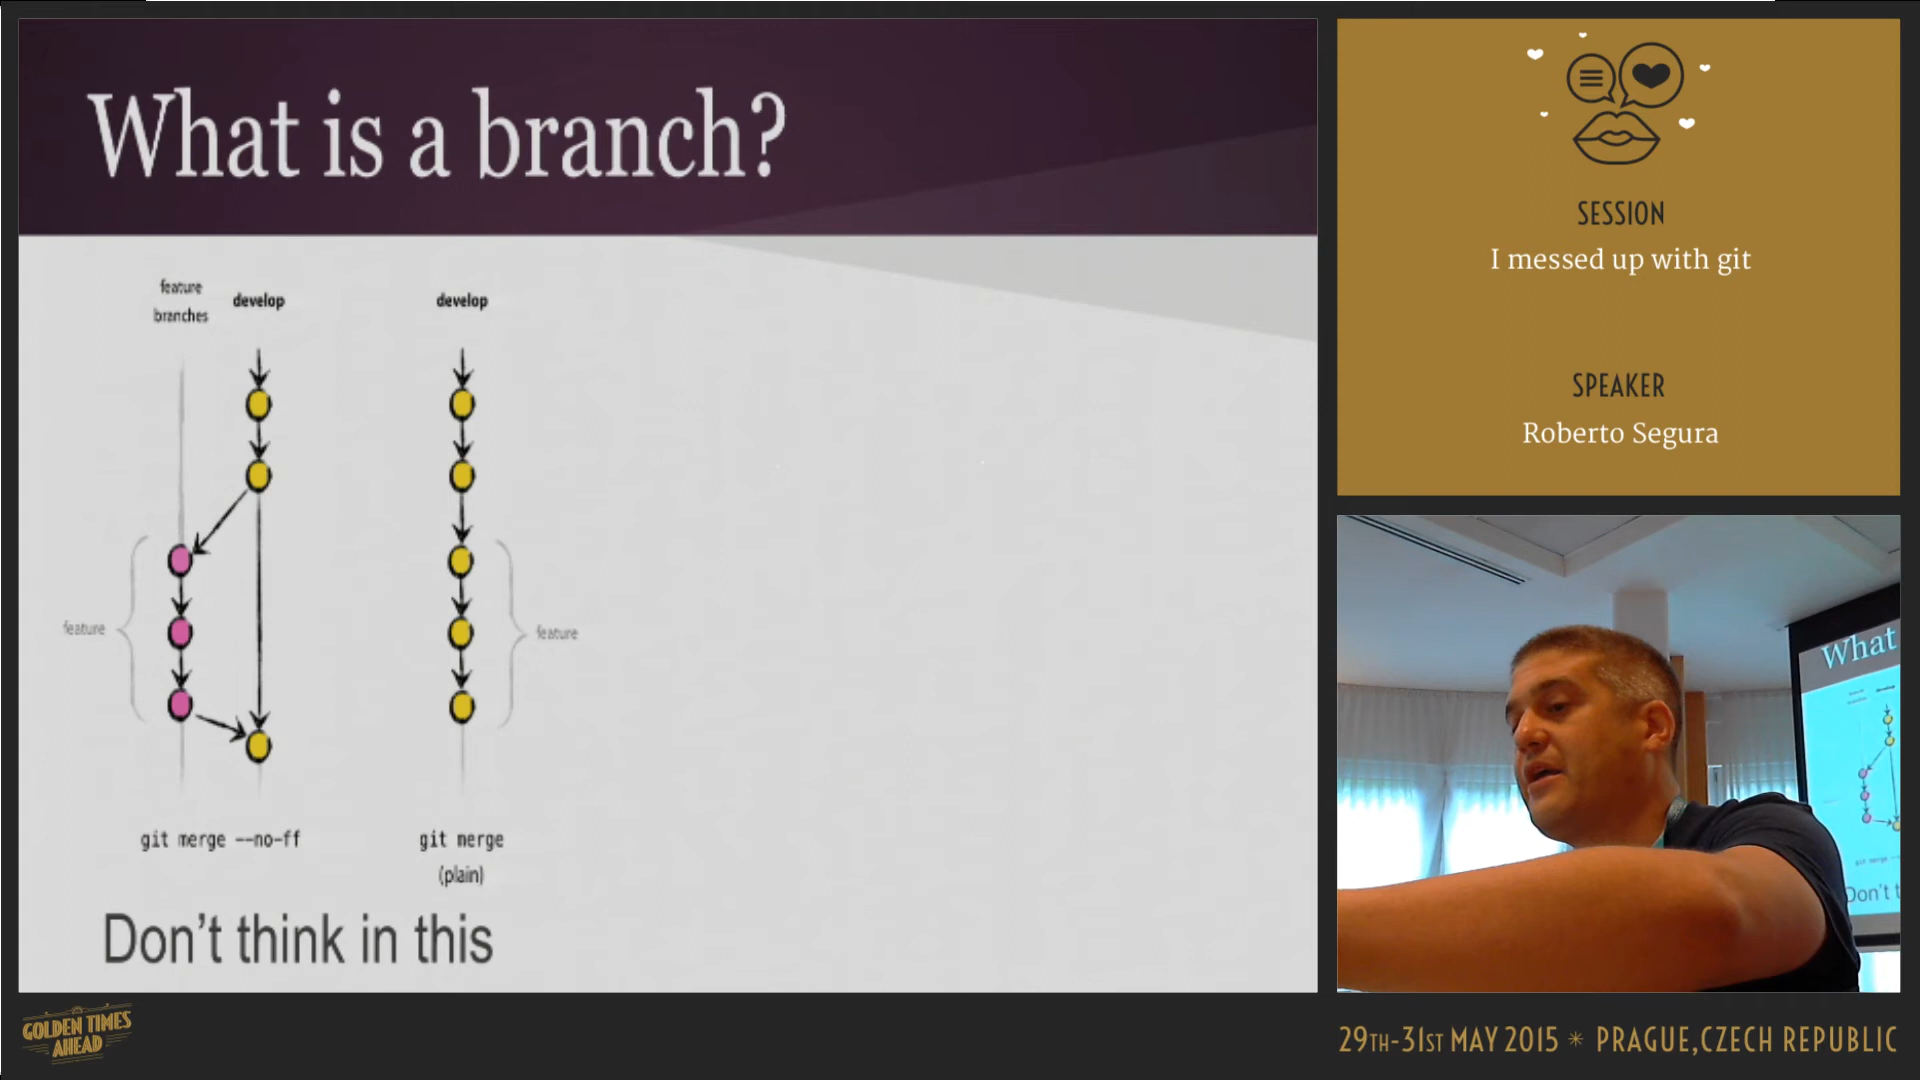 What is a branch?
feature
branches
develop
develop
feature
feature
git merge --no-ff
git merge
(plain)
Don't think in this
SESSION
I messed up with git
SPEAKER
Roberto Segura
What
Don't t
GOLDEN TIMES
AHEAD
29TH-31ST MAY 2015 * PRAGUE,CZECH REPUBLIC